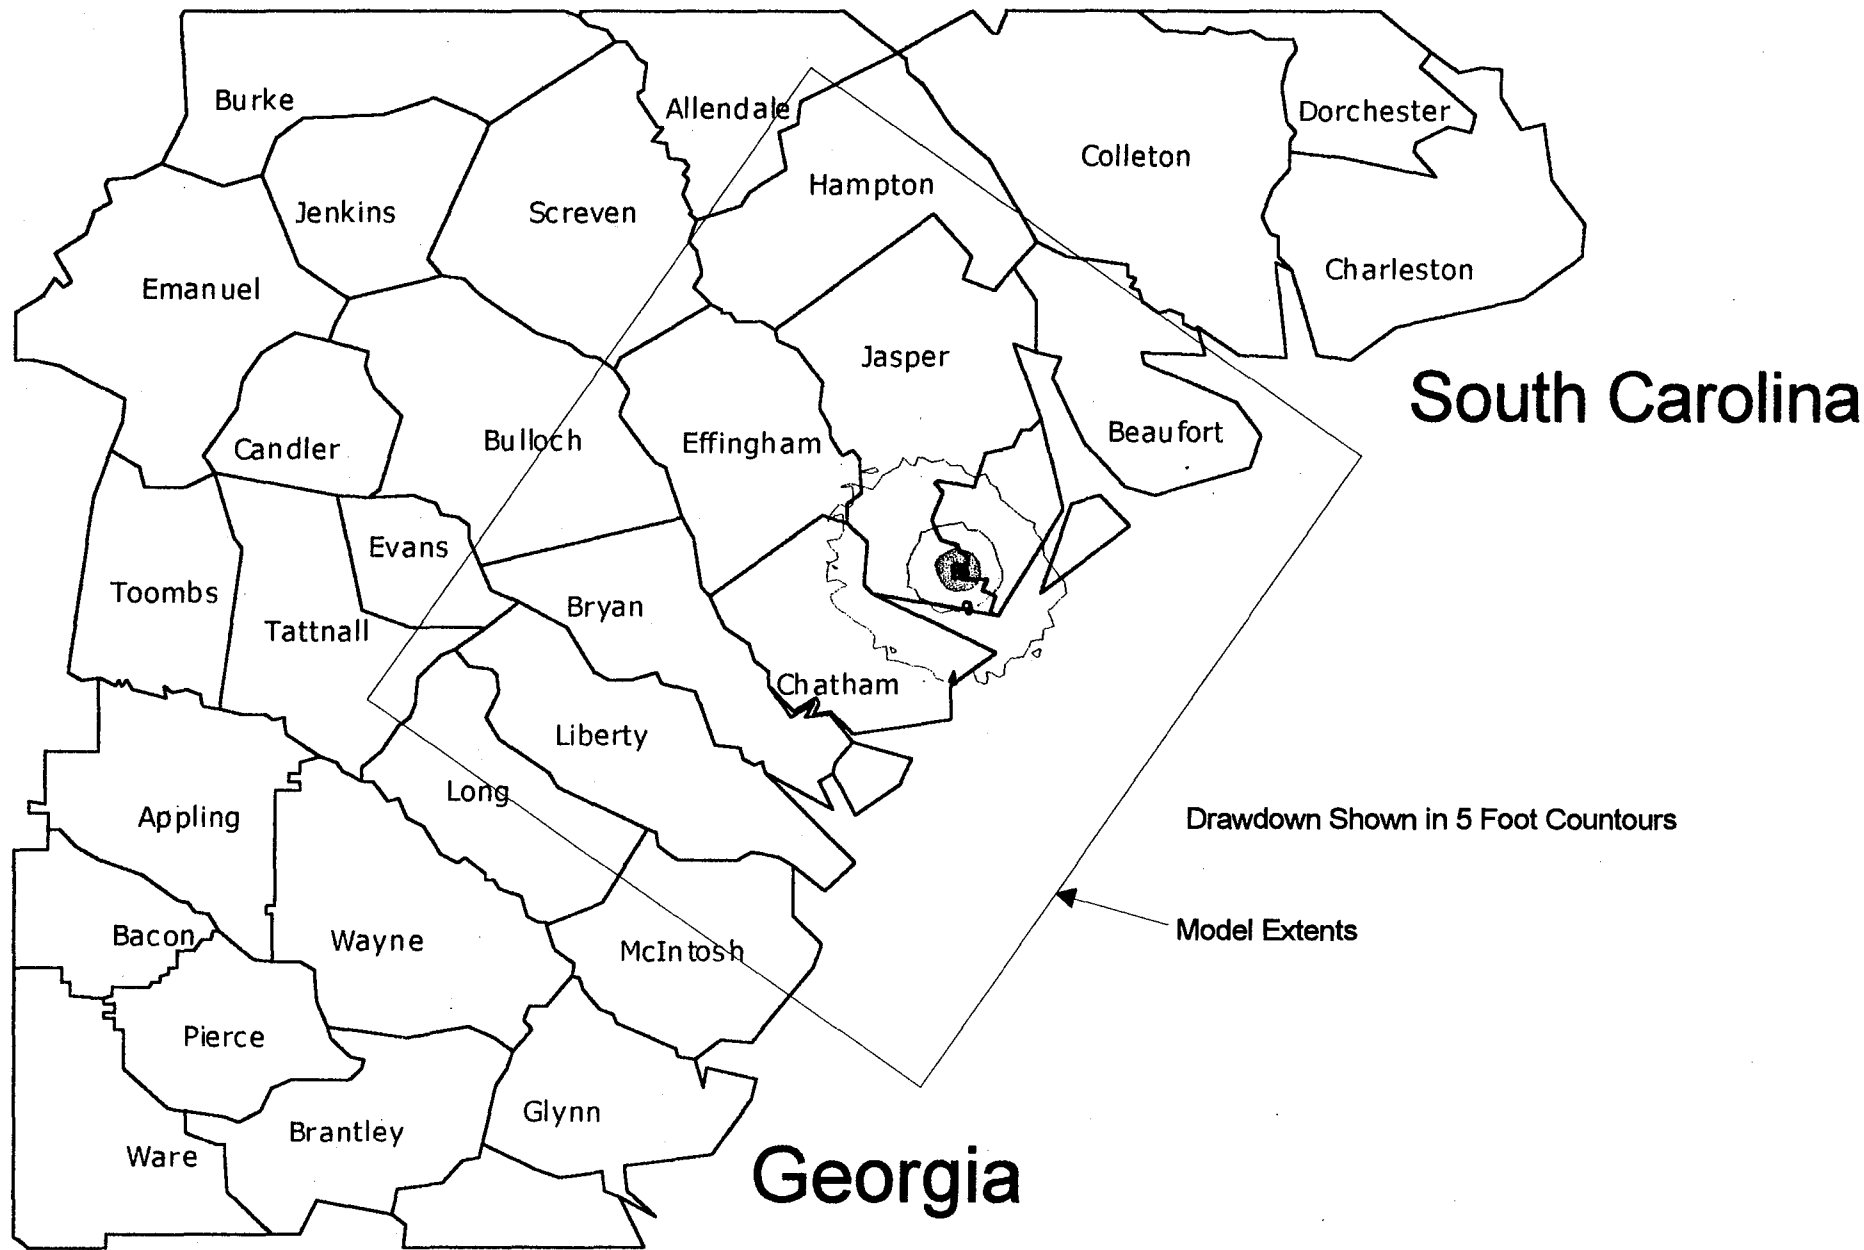 Burke
Allendale
Dorchester
Colleton
Hampton
Jenkins
Screven
Charleston
Emanuel
Jasper
South Carolina
Candler
Bulloch
Effingham
Beaufort
Evans
Toombs
Bryan
Tattnall
Chatham
Liberty
Long
Appling
Drawdown Shown in 5 Foot Countours
Bacon
Wayne
McIntosh
Model Extents
Pierce
Glynn
Brantley
Ware
Georgia